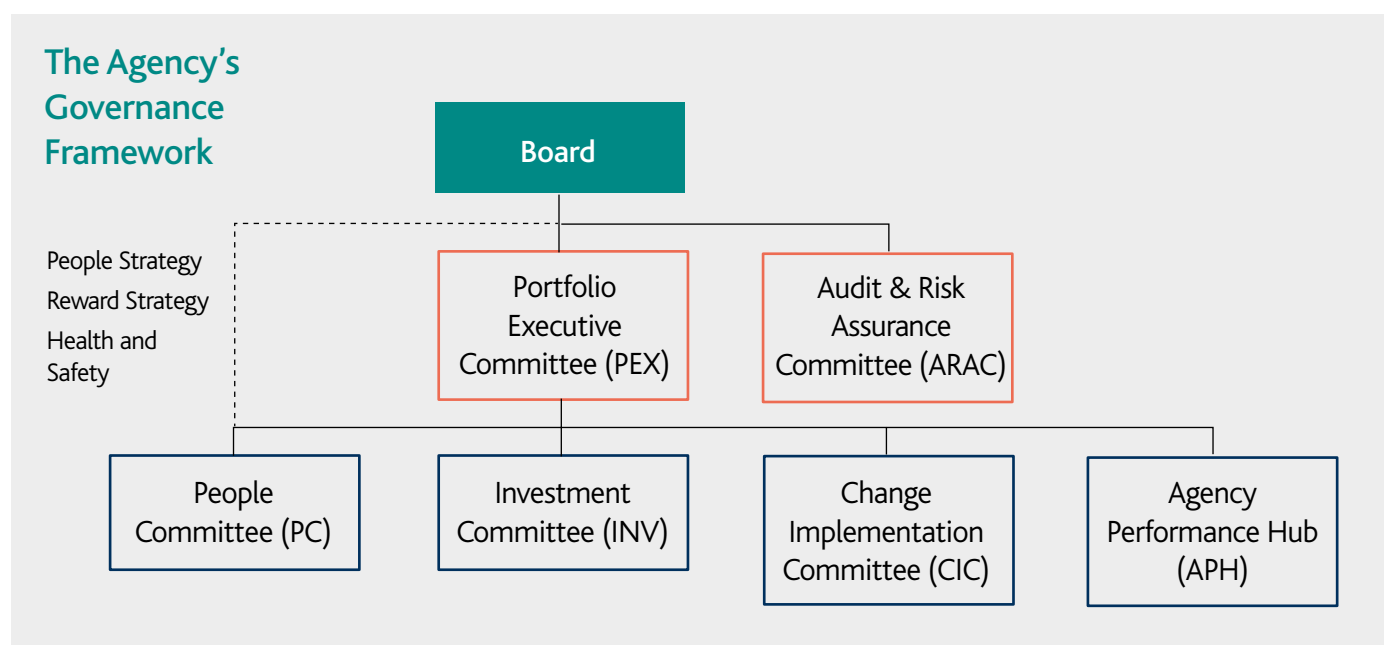 The Agency’s
Governance
Framework
Board
People Strategy
Reward Strategy
Health and
Safety
Portfolio
Executive
Committee (PEX)
Audit & Risk
Assurance
Committee (ARAC)
People
Committee (PC)
Investment
Committee (INV)
Change
Implementation
Committee (CIC)
Agency
Performance Hub
(APH)